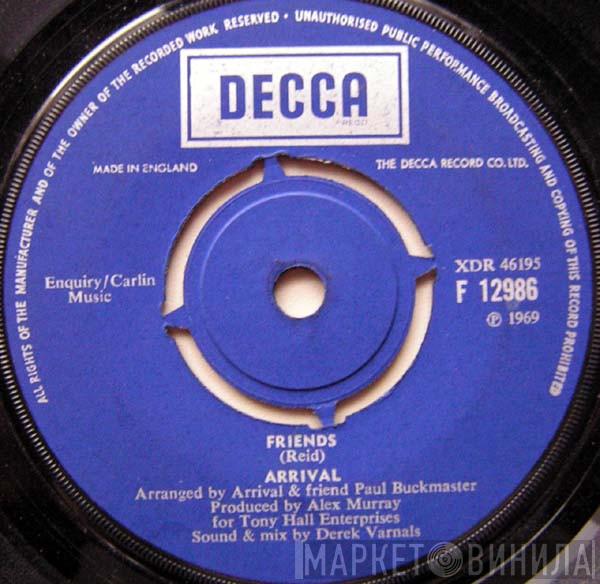 ALL RIGHTS OF THE MANUFACTURER AND OF THE OWNER OF THE RECORDED WORK RESERVED • UNAUTHORISED PUBLIC PERFORMANCE BROADCASTING AND COPYING OF THIS RECORD PROHIBITED
DECCA
REGD
MADE IN ENGLAND
THE DECCA RECORD CO. LTD.
Enquiry/Carlin
Music
XDR 46195
F 12986
℗ 1969
FRIENDS
(Reid)
ARRIVAL
Arranged by Arrival & friend Paul Buckmaster
Produced by Alex Murray
for Tony Hall Enterprises
Sound & mix by Derek Varnals
МАРКЕТ ВИНИЛА